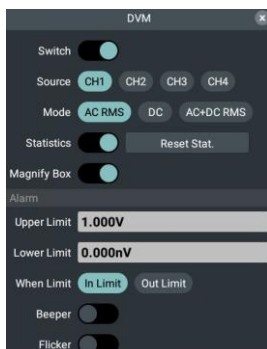 DVM
Switch
Source CH1 CH2 CH3 CH4
Mode AC RMS DC AC+DC RMS
Statistics Reset Stat.
Magnify Box
Alarm
Upper Limit 1.000V
Lower Limit 0.000nV
When Limit In Limit Out Limit
Beeper
Flicker